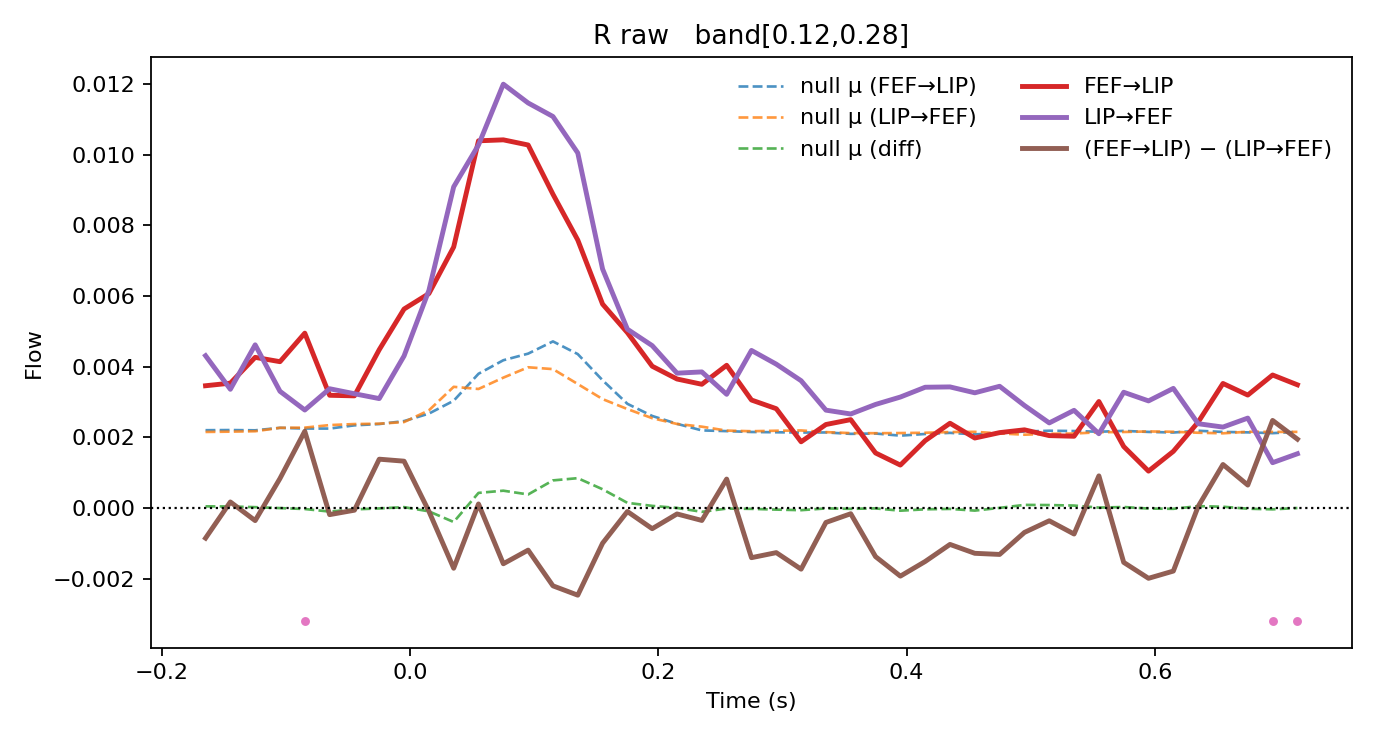 R raw   band[0.12,0.28]
null μ (FEF→LIP)
null μ (LIP→FEF)
null μ (diff)
FEF→LIP
LIP→FEF
(FEF→LIP) − (LIP→FEF)
Flow
0.012
0.010
0.008
0.006
0.004
0.002
0.000
−0.002
−0.2
0.0
0.2
0.4
0.6
Time (s)